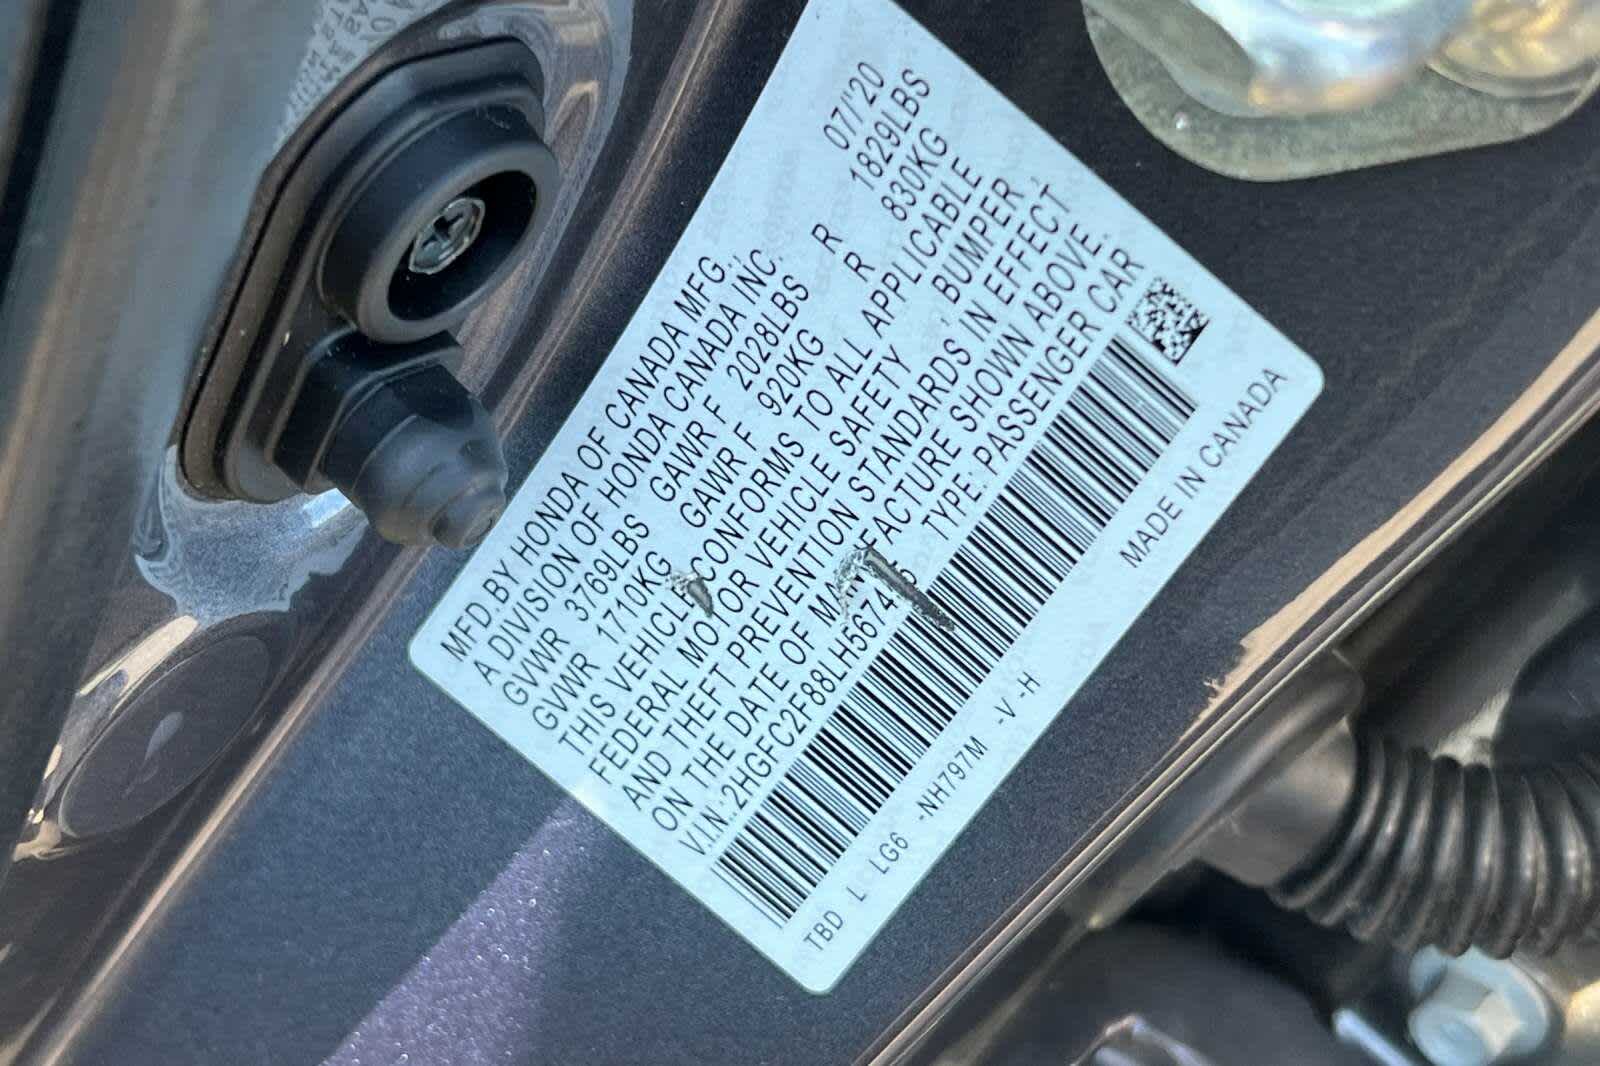 MFD. BY HONDA OF CANADA MFG.,
A DIVISION OF HONDA CANADA INC. 07/'20
GVWR 3769LBS GAWR F 2028LBS R 1829LBS
GVWR 1710KG GAWR F 920KG R 830KG
THIS VEHICLE CONFORMS TO ALL APPLICABLE
FEDERAL MOTOR VEHICLE SAFETY , BUMPER ,
AND THEFT PREVENTION STANDARDS IN EFFECT
ON THE DATE OF MANUFACTURE SHOWN ABOVE.
V.I.N.: TYPE: PASSENGER CAR
MADE IN CANADA
TBD L LG6 -NH797M -V -H